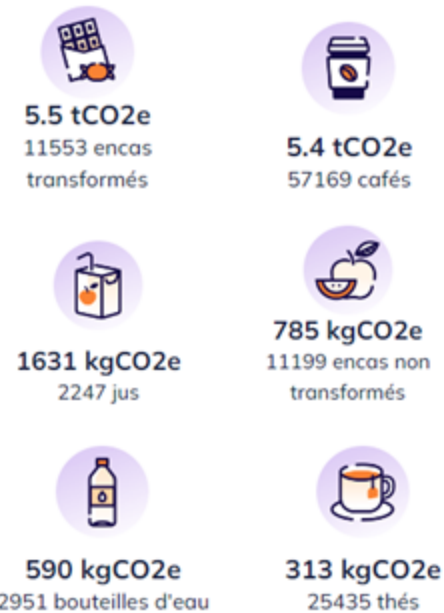 5.5 tCO2e
11553 encas
transformés
5.4 tCO2e
57169 cafés
1631 kgCO2e
2247 jus
785 kgCO2e
11199 encas non
transformés
590 kgCO2e
2951 bouteilles d'eau
313 kgCO2e
25435 thés